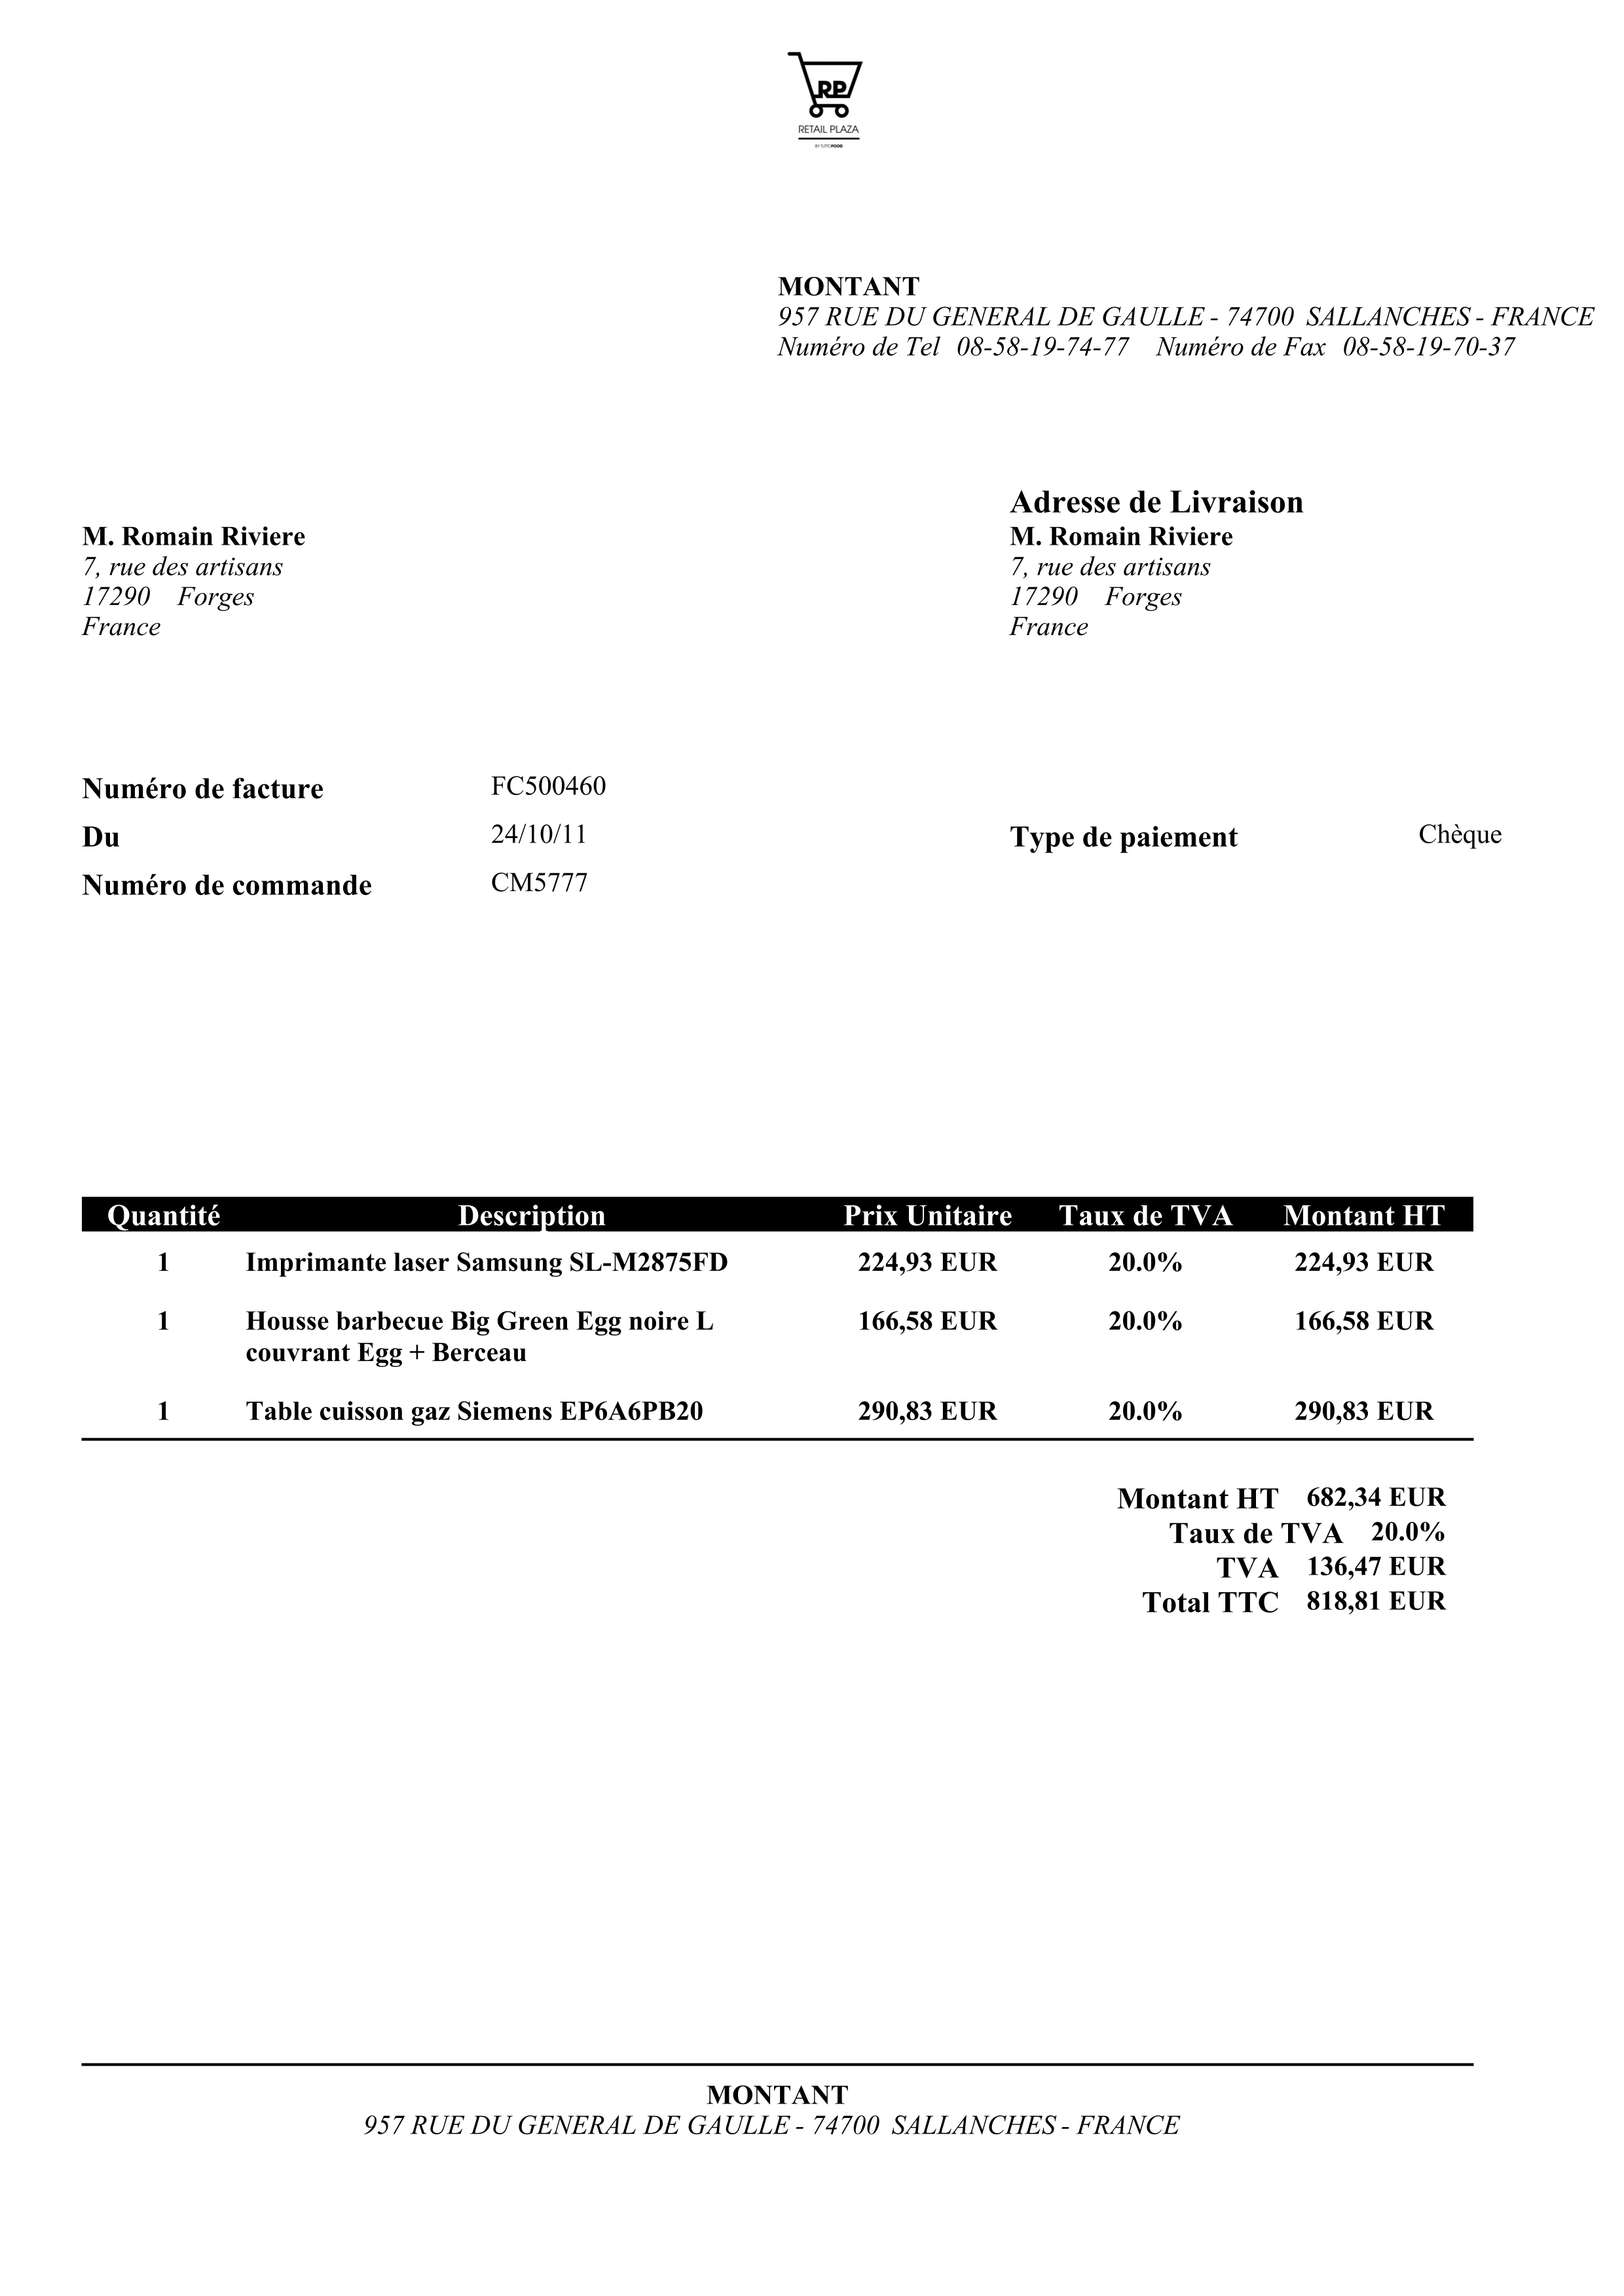 RP
RETAIL PLAZA
BY TUTTOFOOD
MONTANT
957 RUE DU GENERAL DE GAULLE - 74700 SALLANCHES - FRANCE
Numéro de Tel 08-58-19-74-77 Numéro de Fax 08-58-19-70-37
M. Romain Riviere
7, rue des artisans
17290 Forges
France
Adresse de Livraison
M. Romain Riviere
7, rue des artisans
17290 Forges
France
Numéro de facture FC500460
Du 24/10/11 Type de paiement Chèque
Numéro de commande CM5777
Quantité Description Prix Unitaire Taux de TVA Montant HT
1 Imprimante laser Samsung SL-M2875FD 224,93 EUR 20.0% 224,93 EUR
1 Housse barbecue Big Green Egg noire L 166,58 EUR 20.0% 166,58 EUR
couvrant Egg + Berceau
1 Table cuisson gaz Siemens EP6A6PB20 290,83 EUR 20.0% 290,83 EUR
Montant HT 682,34 EUR
Taux de TVA 20.0%
TVA 136,47 EUR
Total TTC 818,81 EUR
MONTANT
957 RUE DU GENERAL DE GAULLE - 74700 SALLANCHES - FRANCE